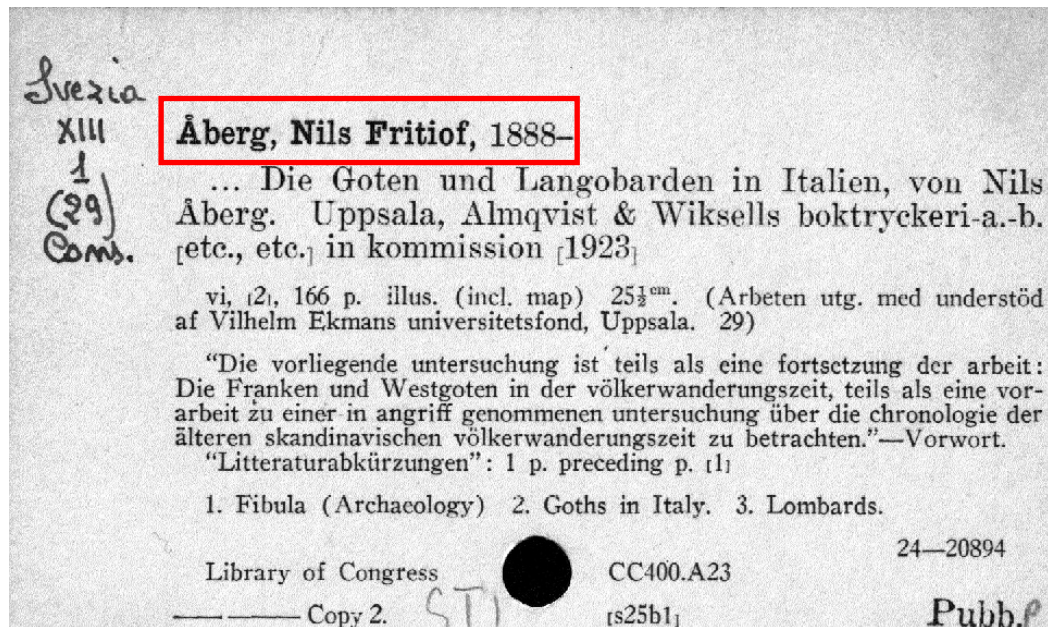 Svezia
XIII
1
(29)
Cons.
Åberg, Nils Fritiof, 1888–
... Die Goten und Langobarden in Italien, von Nils
Åberg. Uppsala, Almqvist & Wiksells boktryckeri-a.-b.
[etc., etc.] in kommission [1923]
vi, [2], 166 p. illus. (incl. map) 25½ᶜᵐ. (Arbeten utg. med understöd
af Vilhelm Ekmans universitetsfond, Uppsala. 29)
"Die vorliegende untersuchung ist teils als eine fortsetzung der arbeit:
Die Franken und Westgoten in der völkerwanderungszeit, teils als eine vor-
arbeit zu einer in angriff genommenen untersuchung über die chronologie der
älteren skandinavischen völkerwanderungszeit zu betrachten."—Vorwort.
"Litteraturabkürzungen": 1 p. preceding p. [1]
1. Fibula (Archaeology) 2. Goths in Italy. 3. Lombards.
24—20894
Library of Congress CC400.A23
——— Copy 2. [s25b1]
Pubb.